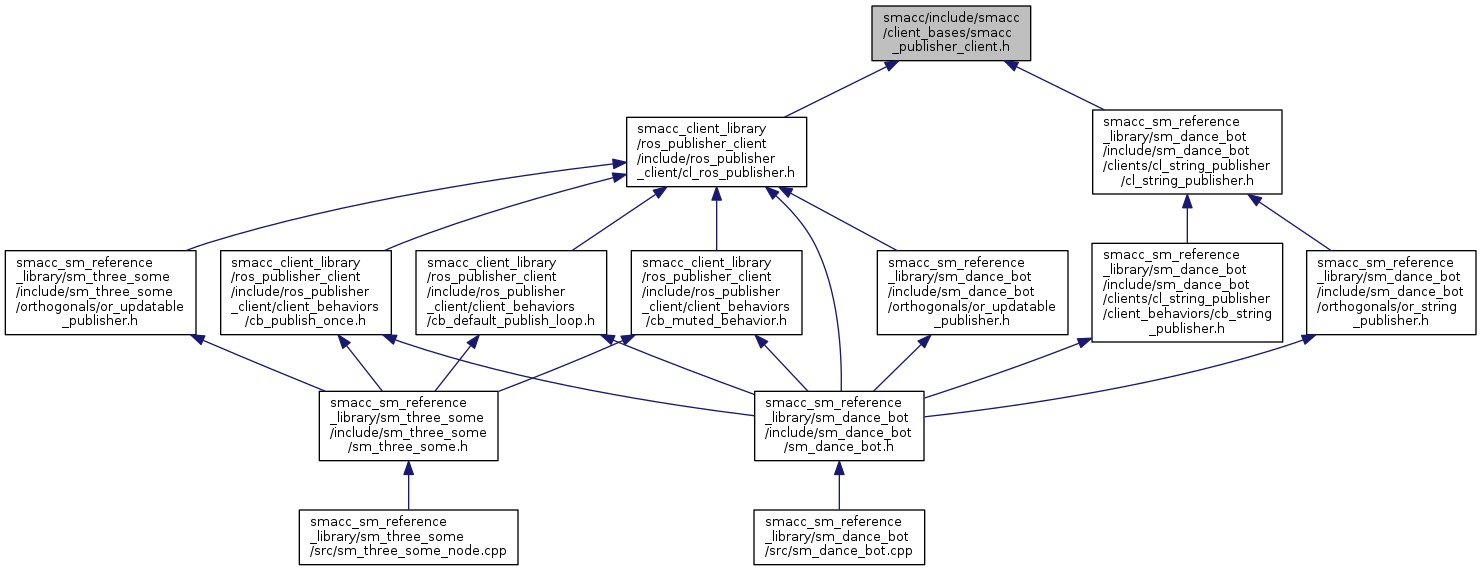 smacc/include/smacc
/client_bases/smacc
_publisher_client.h
smacc_client_library
/ros_publisher_client
/include/ros_publisher
_client/cl_ros_publisher.h
smacc_sm_reference
_library/sm_dance_bot
/include/sm_dance_bot
/clients/cl_string_publisher
/cl_string_publisher.h
smacc_sm_reference
_library/sm_three_some
/include/sm_three_some
/orthogonals/or_updatable
_publisher.h
smacc_client_library
/ros_publisher_client
/include/ros_publisher
_client/client_behaviors
/cb_publish_once.h
smacc_client_library
/ros_publisher_client
/include/ros_publisher
_client/client_behaviors
/cb_default_publish_loop.h
smacc_client_library
/ros_publisher_client
/include/ros_publisher
_client/client_behaviors
/cb_muted_behavior.h
smacc_sm_reference
_library/sm_dance_bot
/include/sm_dance_bot
/orthogonals/or_updatable
_publisher.h
smacc_sm_reference
_library/sm_dance_bot
/include/sm_dance_bot
/clients/cl_string_publisher
/client_behaviors/cb_string
_publisher.h
smacc_sm_reference
_library/sm_dance_bot
/include/sm_dance_bot
/orthogonals/or_string
_publisher.h
smacc_sm_reference
_library/sm_three_some
/include/sm_three_some
/sm_three_some.h
smacc_sm_reference
_library/sm_dance_bot
/include/sm_dance_bot
/sm_dance_bot.h
smacc_sm_reference
_library/sm_three_some
/src/sm_three_some_node.cpp
smacc_sm_reference
_library/sm_dance_bot
/src/sm_dance_bot.cpp